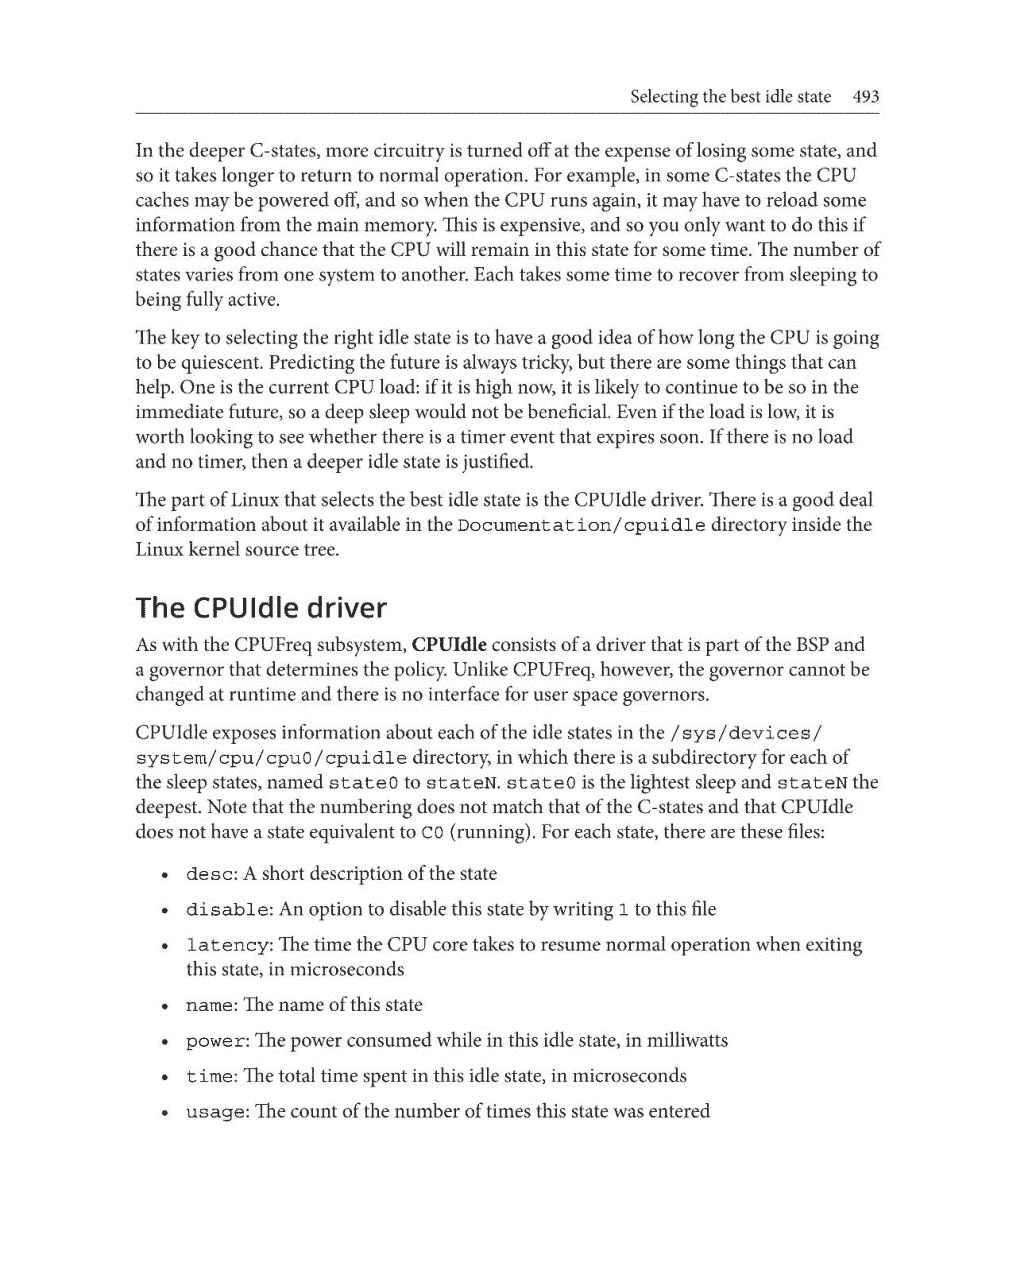 Selecting the best idle state 493
In the deeper C-states, more circuitry is turned off at the expense of losing some state, and
so it takes longer to return to normal operation. For example, in some C-states the CPU
caches may be powered off, and so when the CPU runs again, it may have to reload some
information from the main memory. This is expensive, and so you only want to do this if
there is a good chance that the CPU will remain in this state for some time. The number of
states varies from one system to another. Each takes some time to recover from sleeping to
being fully active.
The key to selecting the right idle state is to have a good idea of how long the CPU is going
to be quiescent. Predicting the future is always tricky, but there are some things that can
help. One is the current CPU load: if it is high now, it is likely to continue to be so in the
immediate future, so a deep sleep would not be beneficial. Even if the load is low, it is
worth looking to see whether there is a timer event that expires soon. If there is no load
and no timer, then a deeper idle state is justified.
The part of Linux that selects the best idle state is the CPUIdle driver. There is a good deal
of information about it available in the Documentation/cpuidle directory inside the
Linux kernel source tree.
The CPUIdle driver
As with the CPUFreq subsystem, CPUIdle consists of a driver that is part of the BSP and
a governor that determines the policy. Unlike CPUFreq, however, the governor cannot be
changed at runtime and there is no interface for user space governors.
CPUIdle exposes information about each of the idle states in the /sys/devices/
system/cpu/cpu0/cpuidle directory, in which there is a subdirectory for each of
the sleep states, named state0 to stateN. state0 is the lightest sleep and stateN the
deepest. Note that the numbering does not match that of the C-states and that CPUIdle
does not have a state equivalent to C0 (running). For each state, there are these files:
• desc: A short description of the state
• disable: An option to disable this state by writing 1 to this file
• latency: The time the CPU core takes to resume normal operation when exiting
this state, in microseconds
• name: The name of this state
• power: The power consumed while in this idle state, in milliwatts
• time: The total time spent in this idle state, in microseconds
• usage: The count of the number of times this state was entered